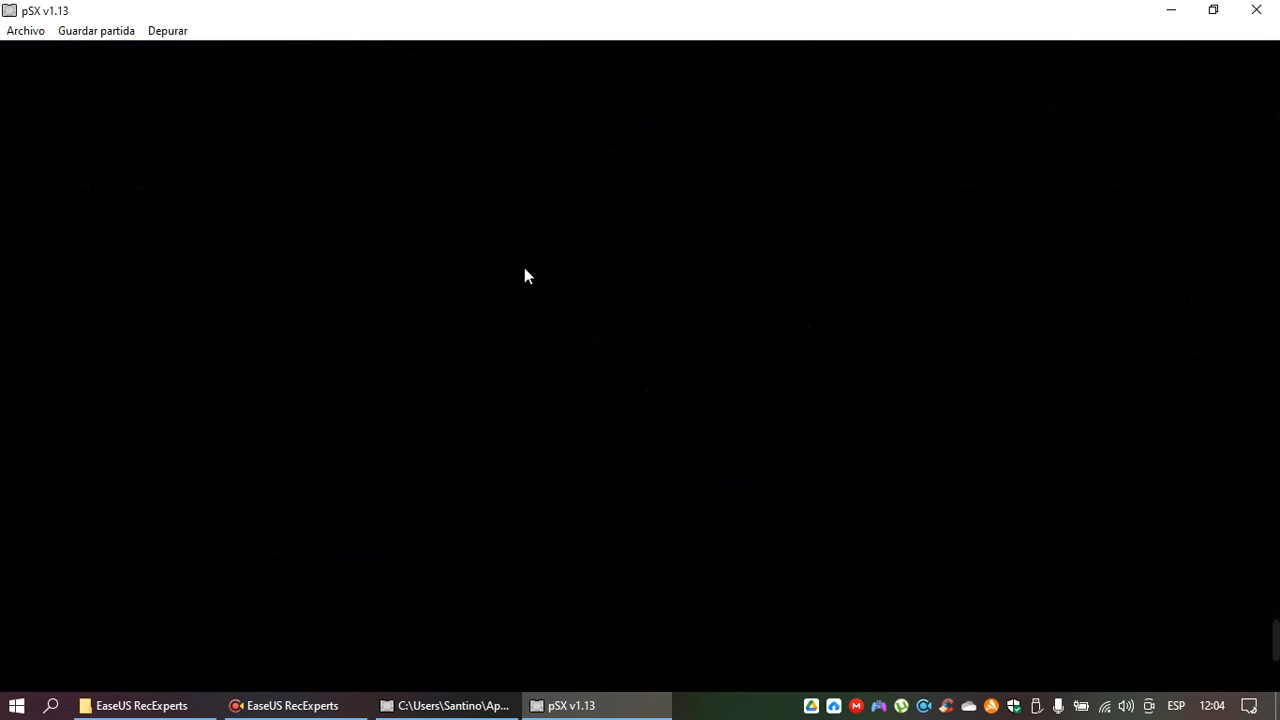 pSX v1.13
Archivo Guardar partida Depurar
EaseUS RecExperts EaseUS RecExperts C:\Users\Santino\Ap... pSX v1.13 ESP 12:04